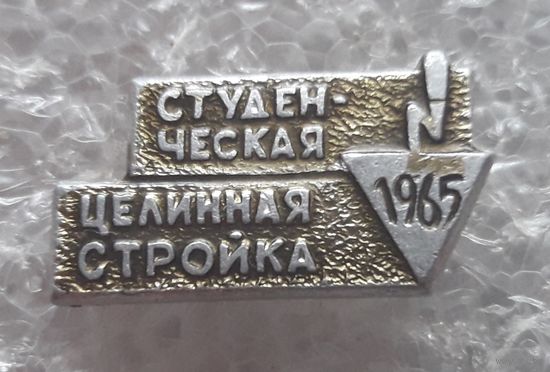 СТУДЕН-
ЧЕСКАЯ
ЦЕЛИННАЯ
СТРОЙКА
1965